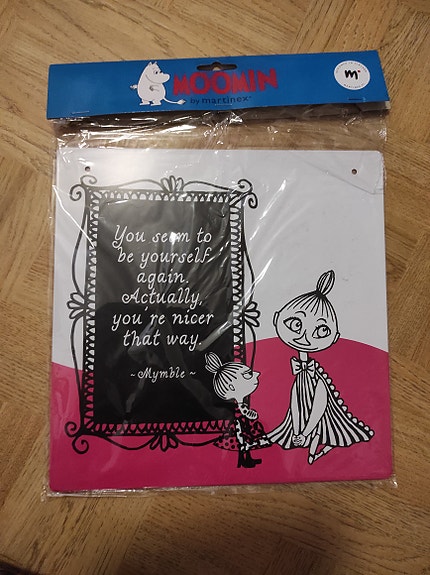 MOOMIN
by martinex
m
You seem to
be yourself
again.
Actually,
you're nicer
that way.
~Mymble~